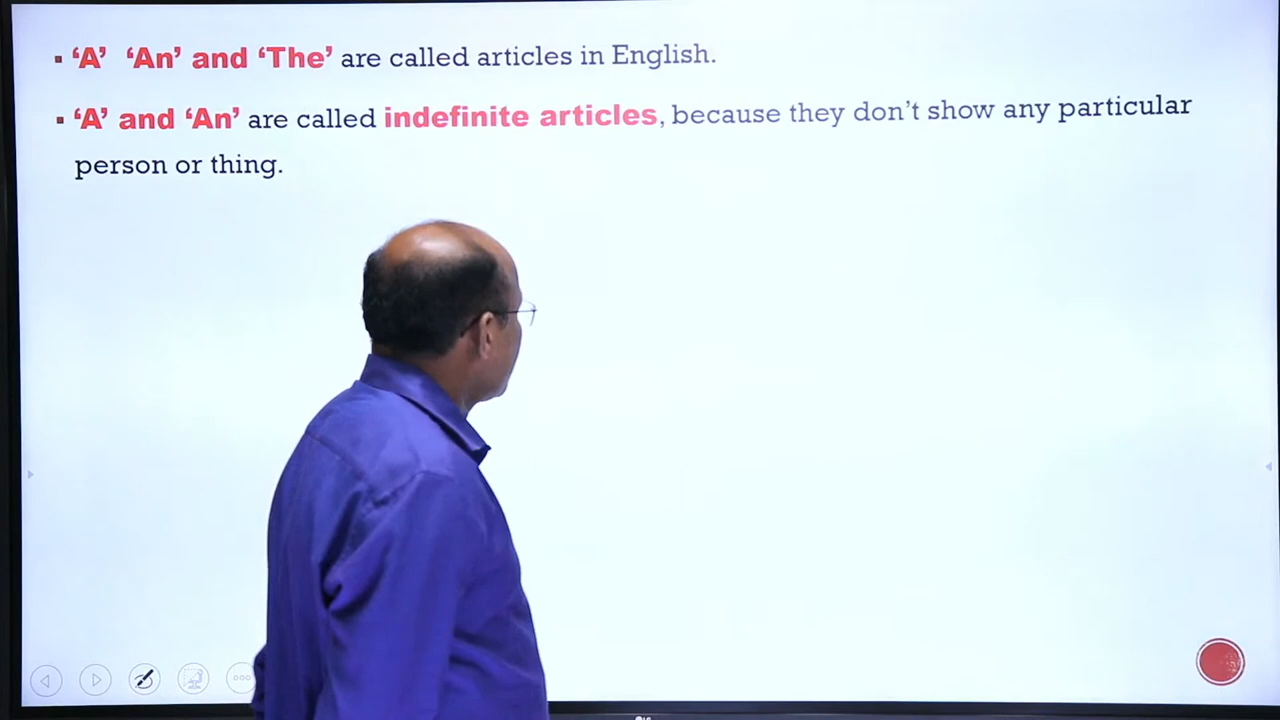 ▪ ‘A’ ‘An’ and ‘The’ are called articles in English.
▪ ‘A’ and ‘An’ are called indefinite articles, because they don’t show any particular
person or thing.
LG